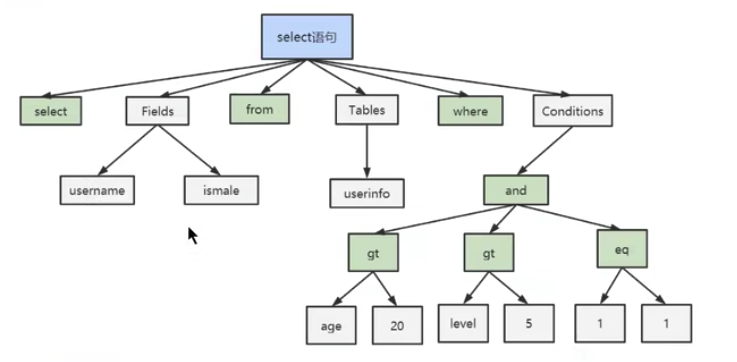 select语句
select
Fields
from
Tables
where
Conditions
username
ismale
userinfo
and
gt
gt
eq
age
20
level
5
1
1